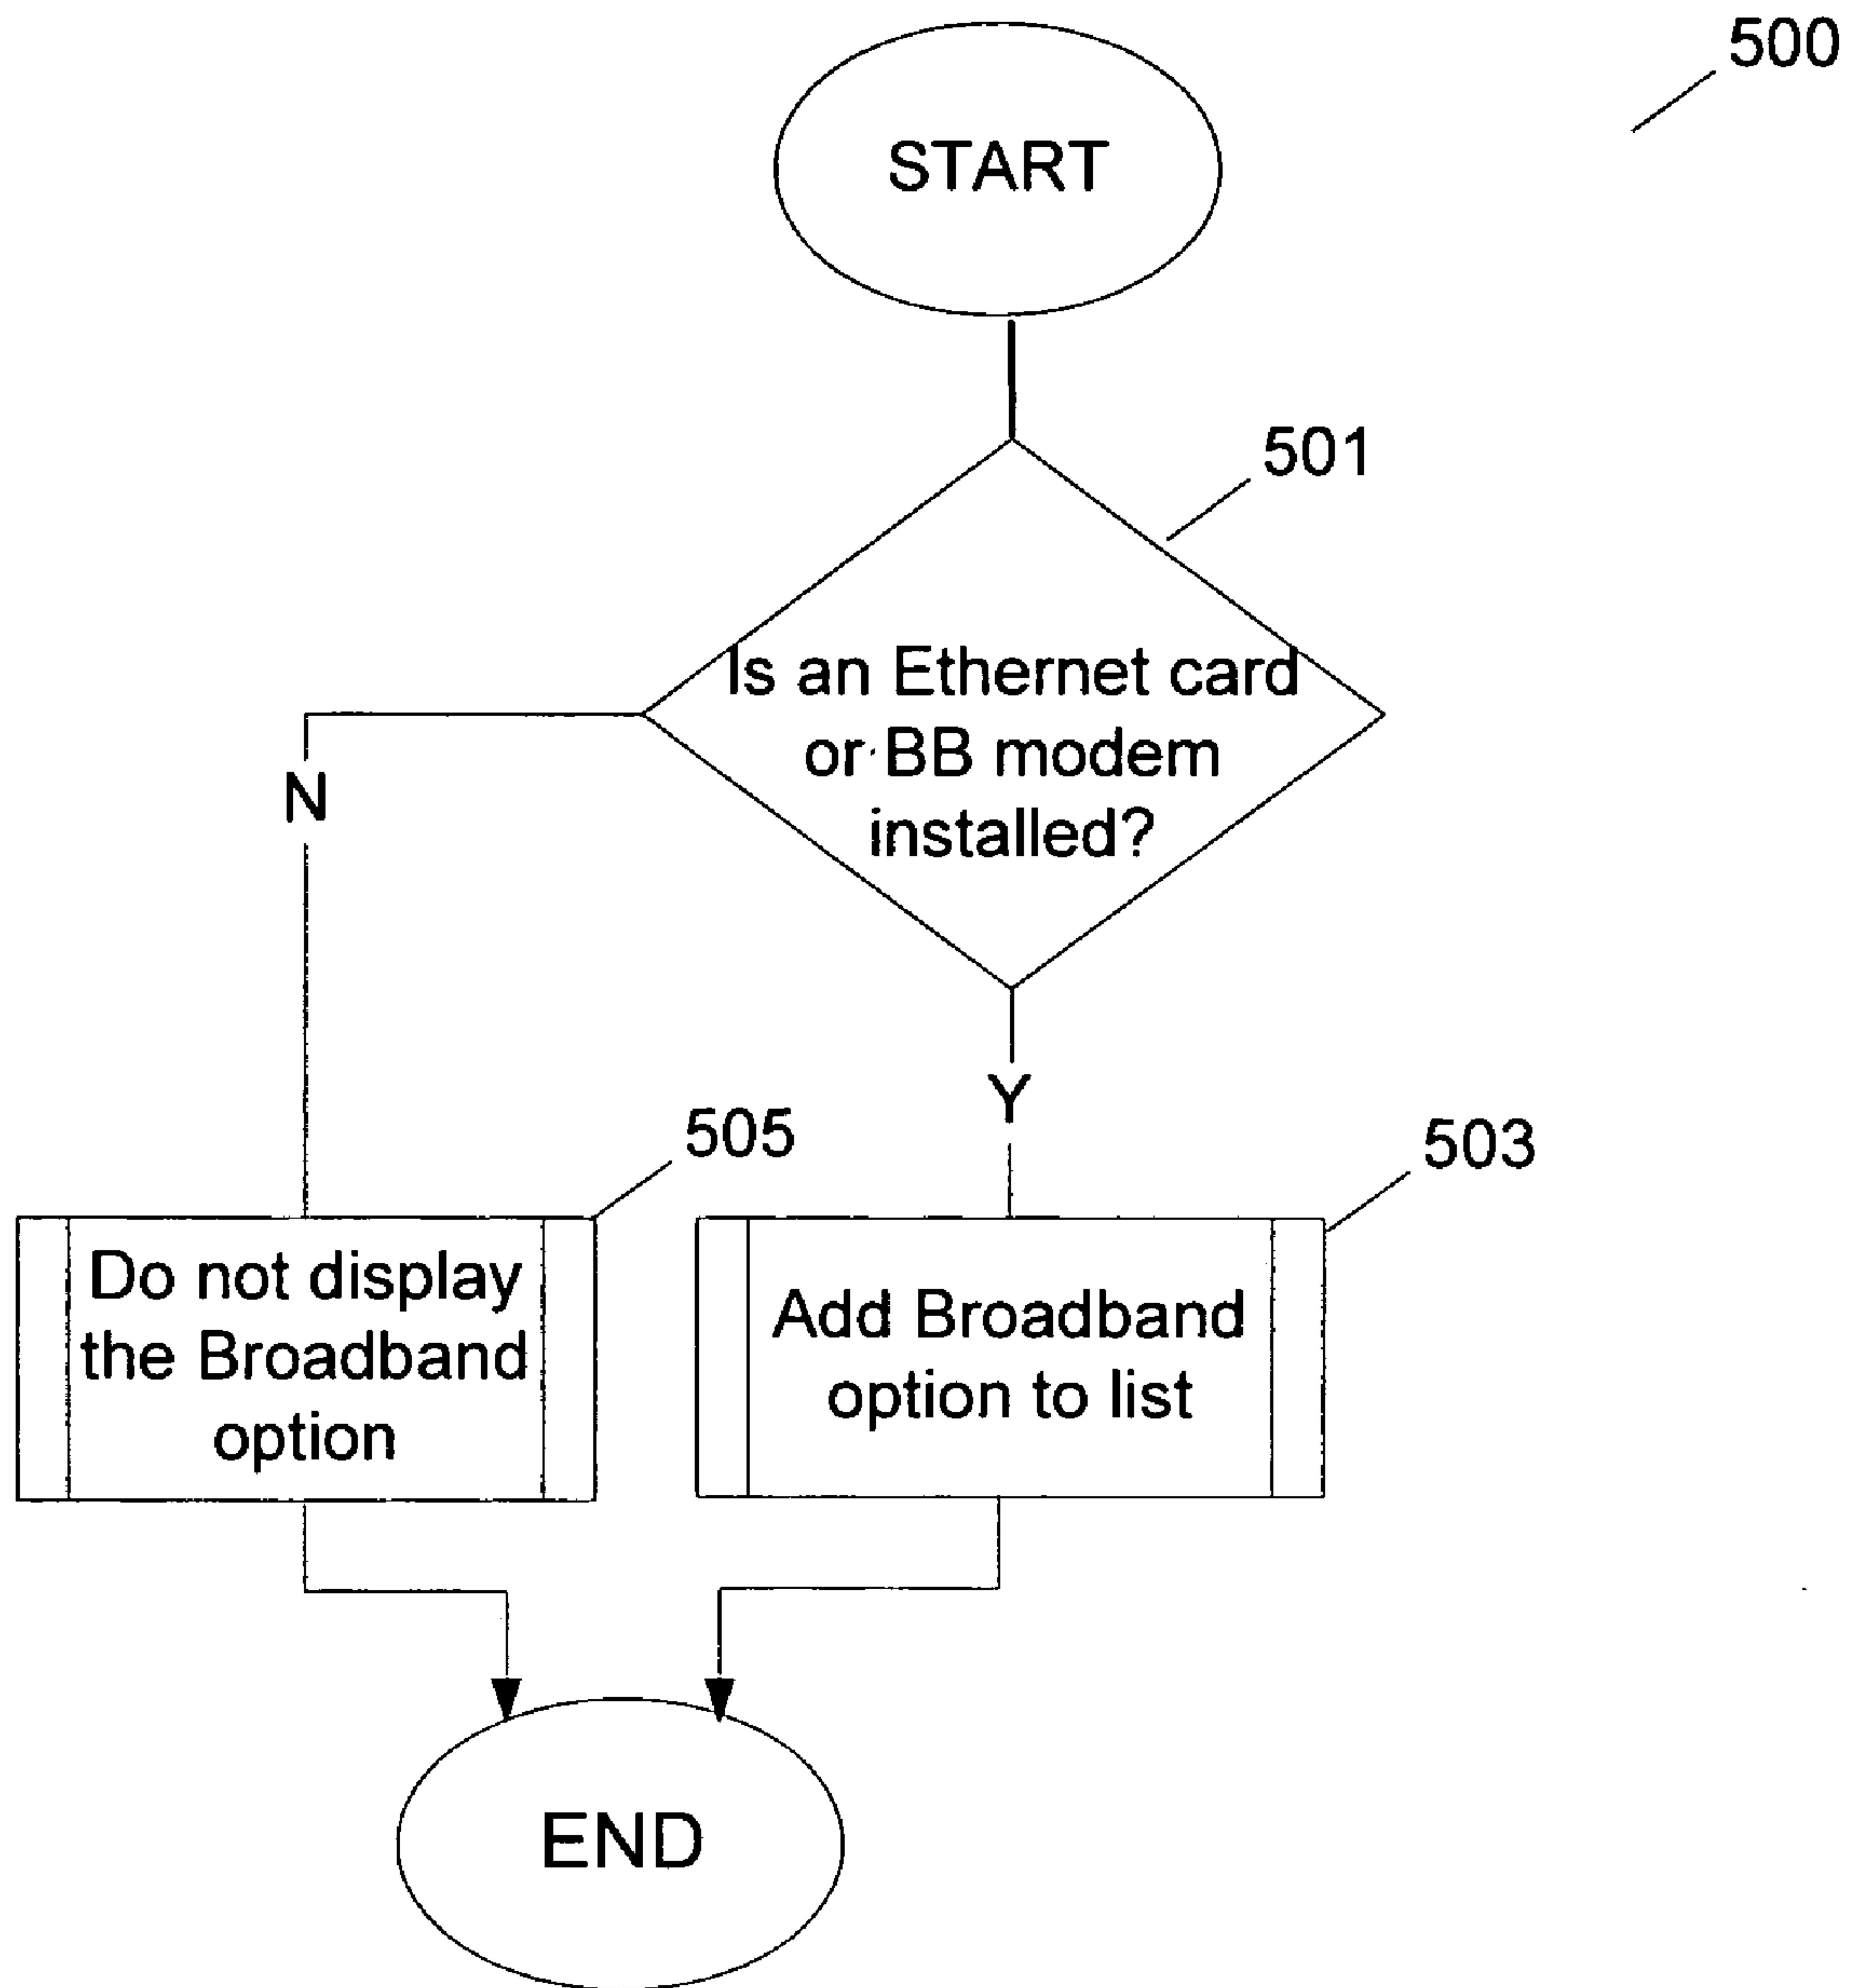 500
START
501
Is an Ethernet card
or BB modem
installed?
N
Y
505
503
Do not display
the Broadband
option
Add Broadband
option to list
END